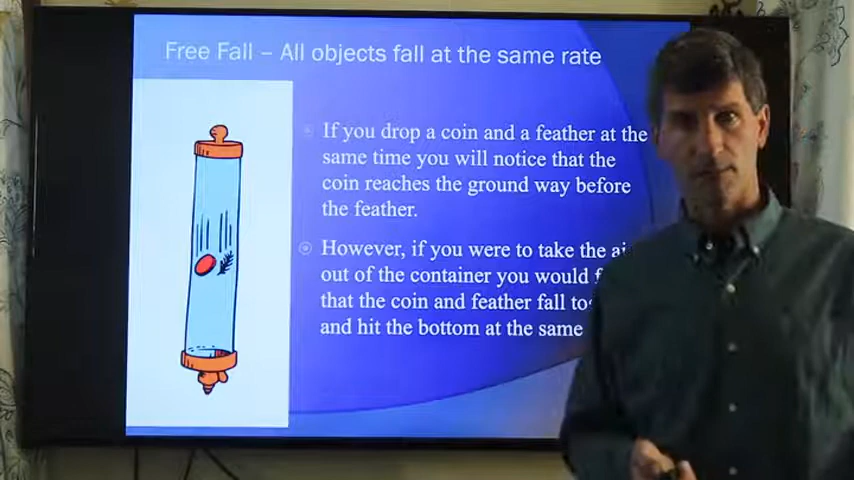 Free Fall – All objects fall at the same rate
If you drop a coin and a feather at the
same time you will notice that the
coin reaches the ground way before
the feather.
However, if you were to take the
out of the container you would
that the coin and feather fall
and hit the bottom at the same